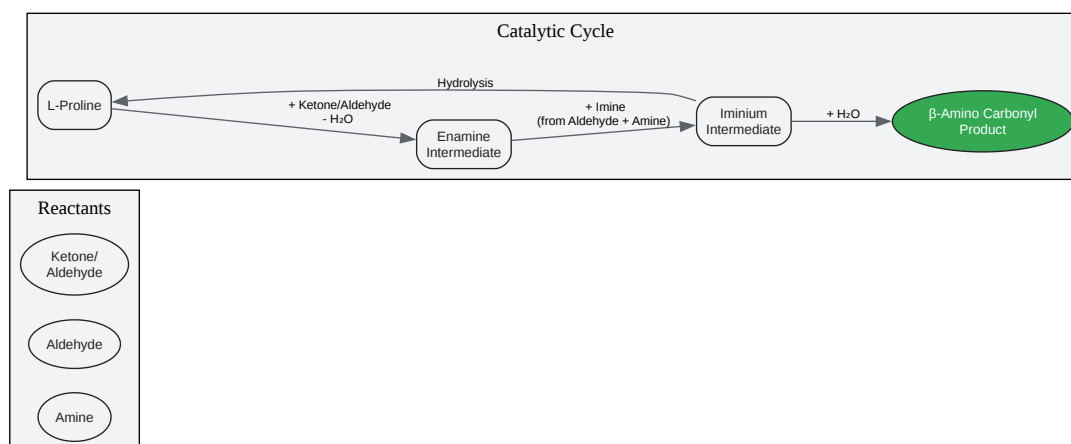 Catalytic Cycle
Hydrolysis
L-Proline
+ Ketone/Aldehyde
- H₂O
Enamine
Intermediate
+ Imine
(from Aldehyde + Amine)
Iminium
Intermediate
+ H₂O
β-Amino Carbonyl
Product
Reactants
Ketone/
Aldehyde
Aldehyde
Amine